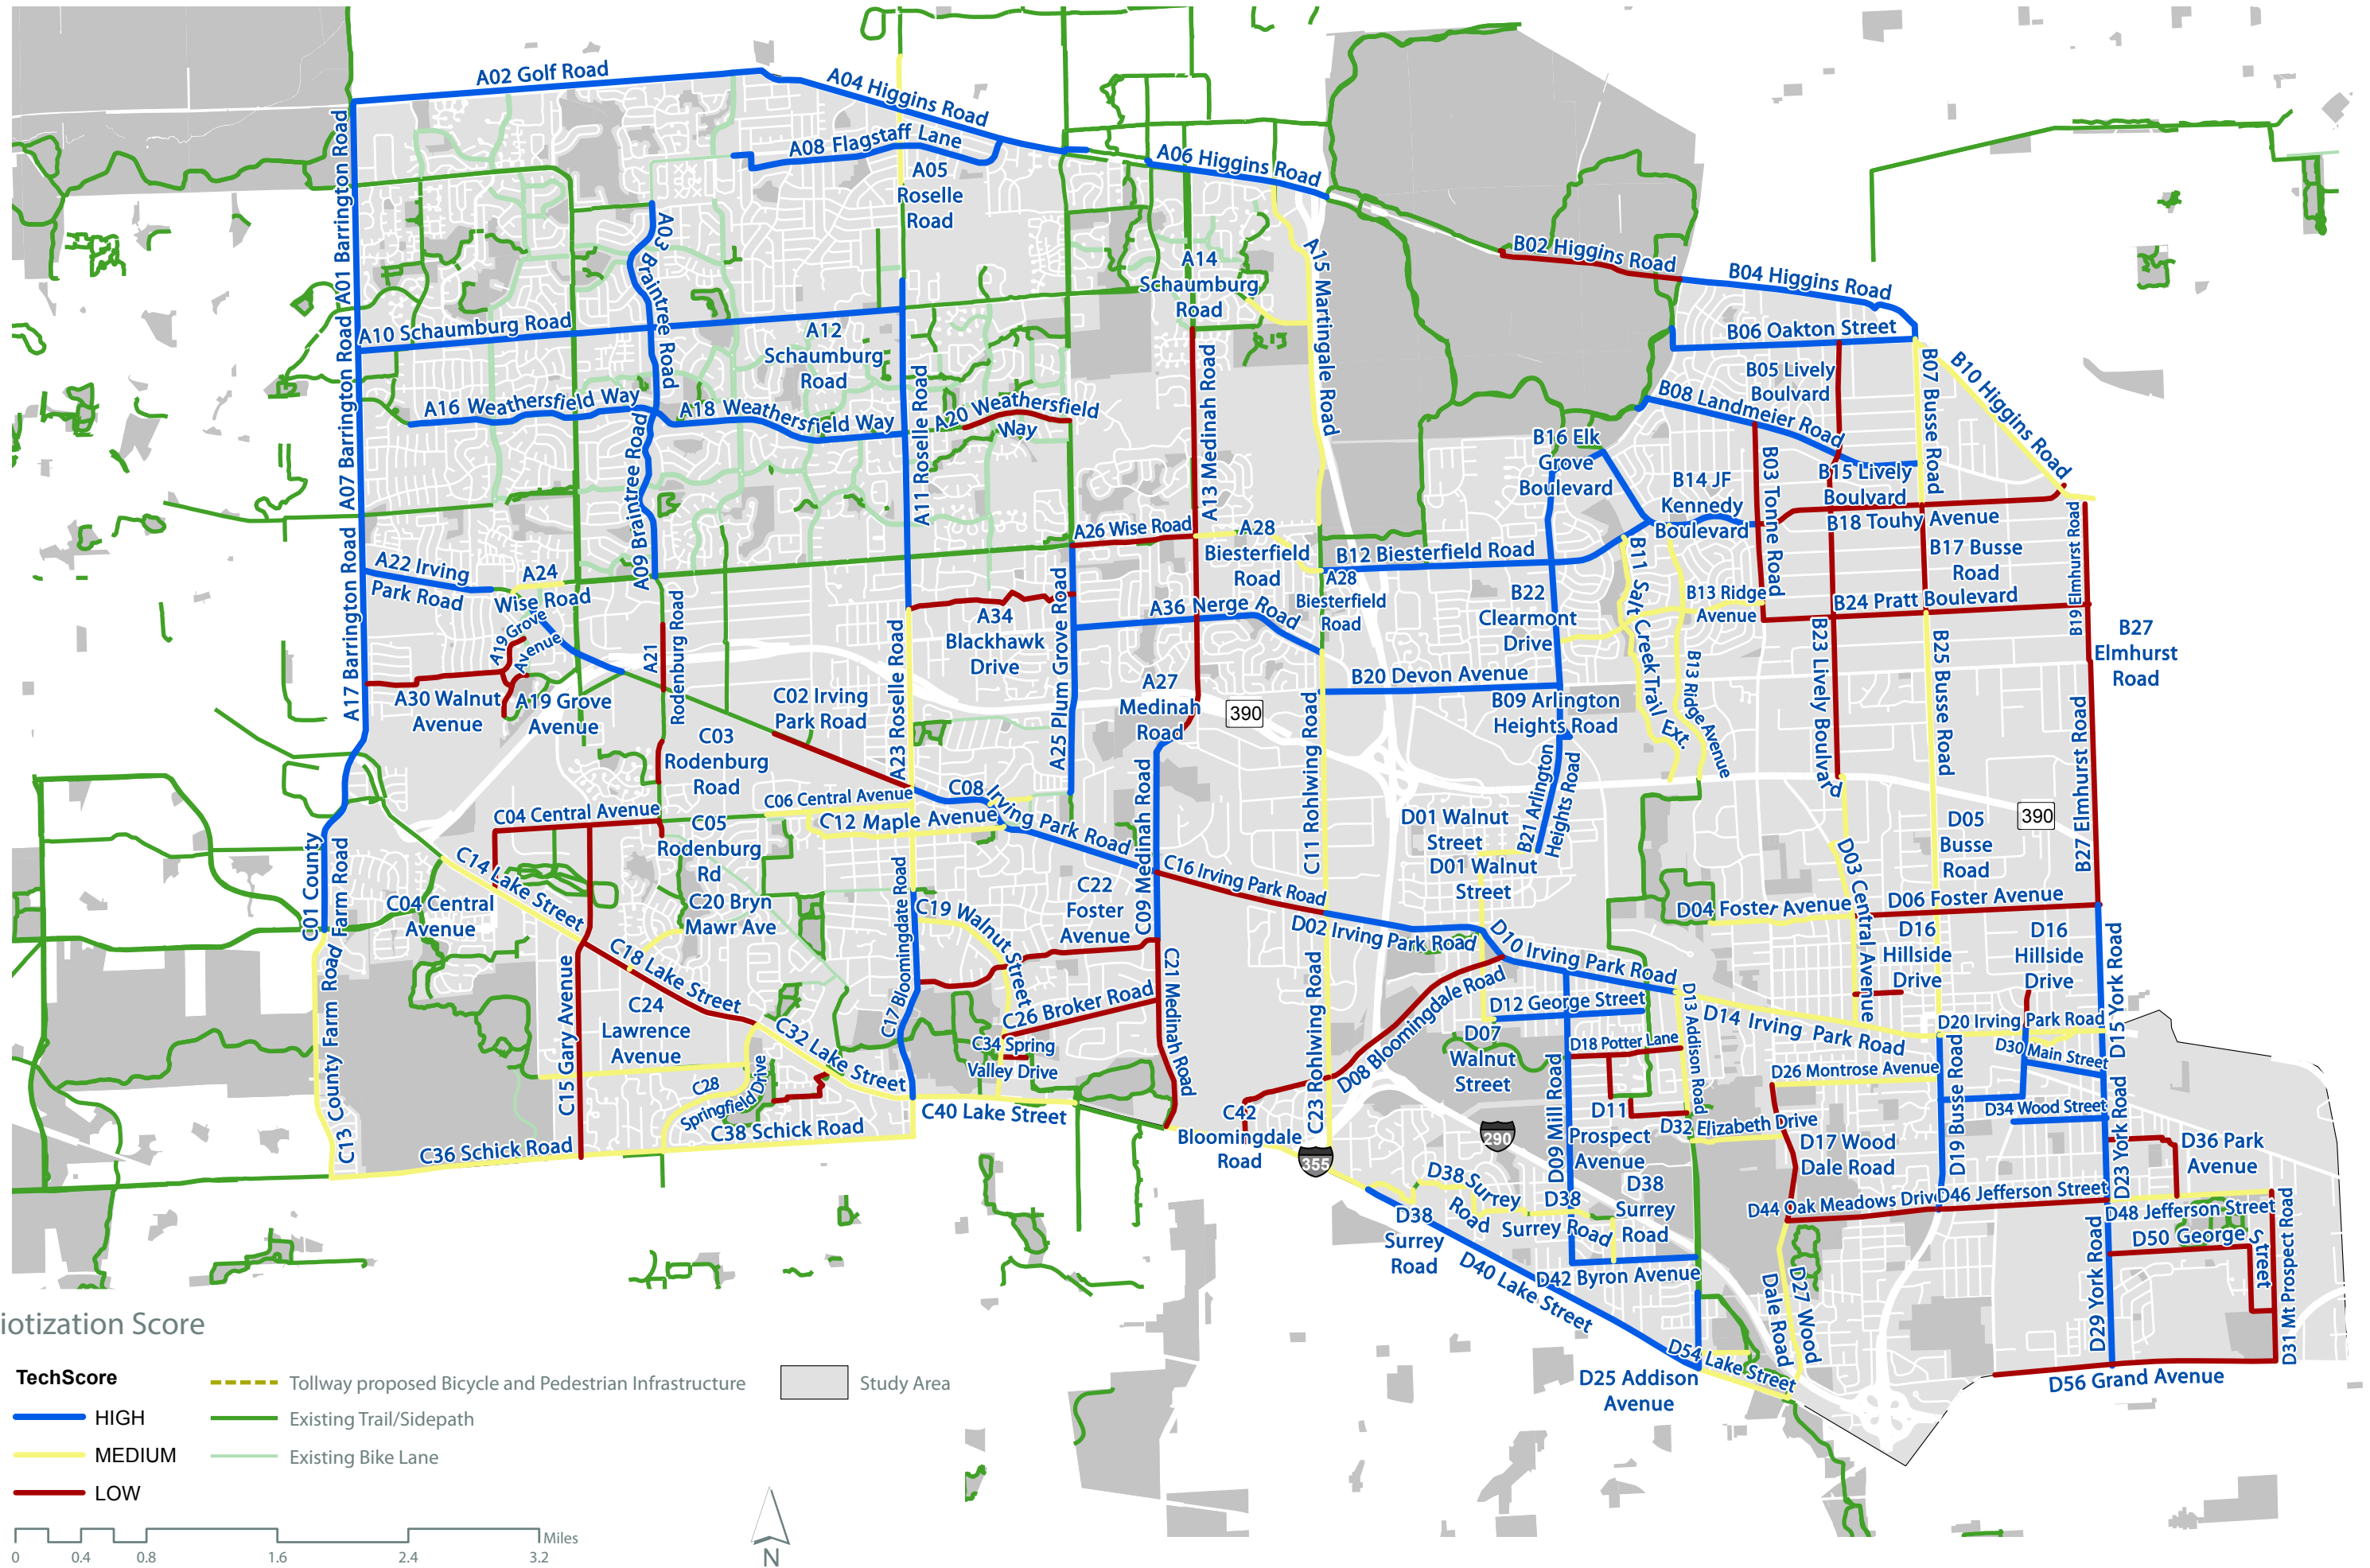 A02 Golf Road
A04 Higgins Road
A08 Flagstaff Lane
A05
Roselle
Road
A06 Higgins Road
A01 Barrington Road
A03 Braintree Road
A14
Schaumburg
Road
A15 Martingale Road
B02 Higgins Road
B04 Higgins Road
A10 Schaumburg Road
A12
Schaumburg
Road
B06 Oakton Street
B05 Lively
Boulvard
B07 Busse Road
B10 Higgins Road
A07 Barrington Road
A16 Weathersfield Way
A18 Weathersfield Way
A11 Roselle Road
A20 Weathersfield
Way
A13 Medinah Road
B08 Landmeier Road
B16 Elk
Grove
Boulevard
B14 JF
Kennedy
Boulevard
B03 Tonne Road
B15 Lively
Boulvard
B18 Touhy Avenue
A09 Braintree Road
A26 Wise Road
A28
Biesterfield
Road
B12 Biesterfield Road
A28
Biesterfield
Road
B17 Busse
Road
B19 Elmhurst Road
A17 Barrington Road
A22 Irving
Park Road
A24
Wise Road
A19 Grove
Avenue
A21
Rodenburg Road
A34
Blackhawk
Drive
A25 Plum Grove Road
A36 Nerge Road
B22
Clearmont
Drive
B11 Salt Creek Trail Ext.
B13 Ridge
Avenue
B24 Pratt Boulevard
B27
Elmhurst
Road
A30 Walnut
Avenue
A19 Grove
Avenue
C02 Irving
Park Road
A23 Roselle Road
A27
Medinah
Road
390
B20 Devon Avenue
B09 Arlington
Heights Road
B13 Ridge Avenue
B23 Lively Boulvard
B25 Busse Road
B27 Elmhurst Road
C03
Rodenburg
Road
C11 Rohlwing Road
B21 Arlington
Heights Road
C04 Central Avenue
C06 Central Avenue
C08 Irving Park Road
C12 Maple Avenue
C09 Medinah Road
C05
Rodenburg
Rd
D01 Walnut
Street
D01 Walnut
Street
D05
Busse
Road
390
C01 County
Farm Road
C14 Lake Street
C04 Central
Avenue
C20 Bryn
Mawr Ave
C17 Bloomingdate Road
C19 Walnut Street
C22
Foster
Avenue
C16 Irving Park Road
D02 Irving Park Road
D10 Irving Park Road
D04 Foster Avenue
D03 Central Avenue
D06 Foster Avenue
D16
Hillside
Drive
D16
Hillside
Drive
D15 York Road
C13 County Farm Road
C15 Gary Avenue
C18 Lake Street
C24
Lawrence
Avenue
C32 Lake Street
C26 Broker Road
C21 Medinah Road
C23 Rohlwing Road
D08 Bloomingdale Road
D12 George Street
D07
Walnut
Street
D13 Addison Road
D14 Irving Park Road
D20 Irving Park Road
D18 Potter Lane
D30 Main Street
C34 Spring
Valley Drive
C28
Springfield Drive
D09 Mill Road
D26 Montrose Avenue
D19 Busse Road
D34 Wood Street
C36 Schick Road
C38 Schick Road
C40 Lake Street
C42
Bloomingdale
Road
355
290
D11
Prospect
Avenue
D32 Elizabeth Drive
D17 Wood
Dale Road
D23 York Road
D36 Park
Avenue
D38 Surrey
Road
D38
Surrey Road
D38
Surrey
Road
D38
Surrey
Road
D44 Oak Meadows Drive
D46 Jefferson Street
D48 Jefferson Street
D50 George Street
D31 Mt Prospect Road
D40 Lake Street
D42 Byron Avenue
D27 Wood
Dale Road
D29 York Road
D54 Lake Street
D25 Addison
Avenue
D56 Grand Avenue
iotization Score
TechScore
HIGH
MEDIUM
LOW
Tollway proposed Bicycle and Pedestrian Infrastructure
Existing Trail/Sidepath
Existing Bike Lane
Study Area
Miles
0 0.4 0.8 1.6 2.4 3.2
N